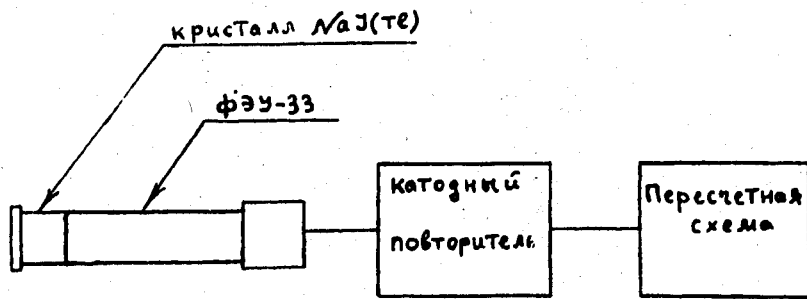 кристалл NaJ(Tl)
ФЭУ-33
катодный
повторитель
Пересчетная
схема